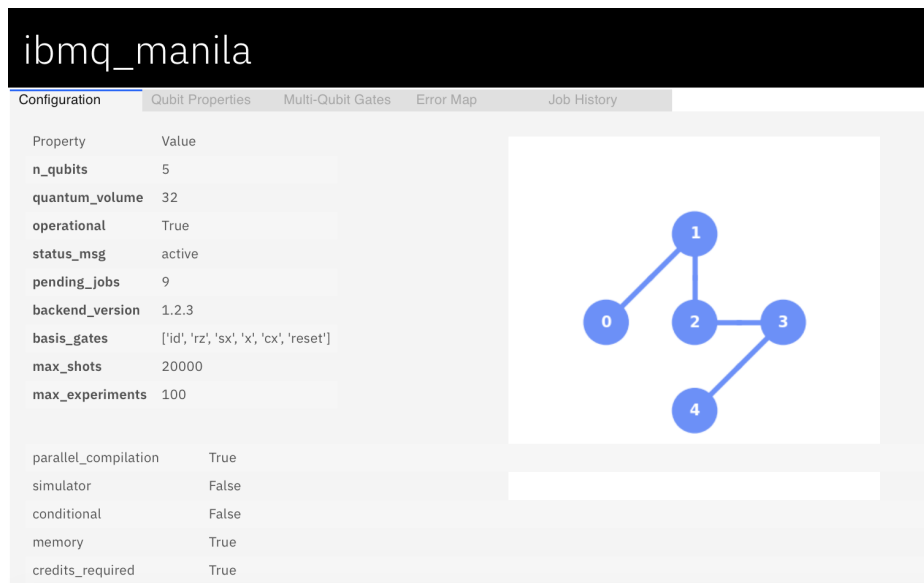 ibmq_manila
Configuration Qubit Properties Multi-Qubit Gates Error Map Job History
Property Value
n_qubits 5
quantum_volume 32
operational True
status_msg active
pending_jobs 9
backend_version 1.2.3
basis_gates ['id', 'rz', 'sx', 'x', 'cx', 'reset']
max_shots 20000
max_experiments 100
1
0 2 3
4
parallel_compilation True
simulator False
conditional False
memory True
credits_required True